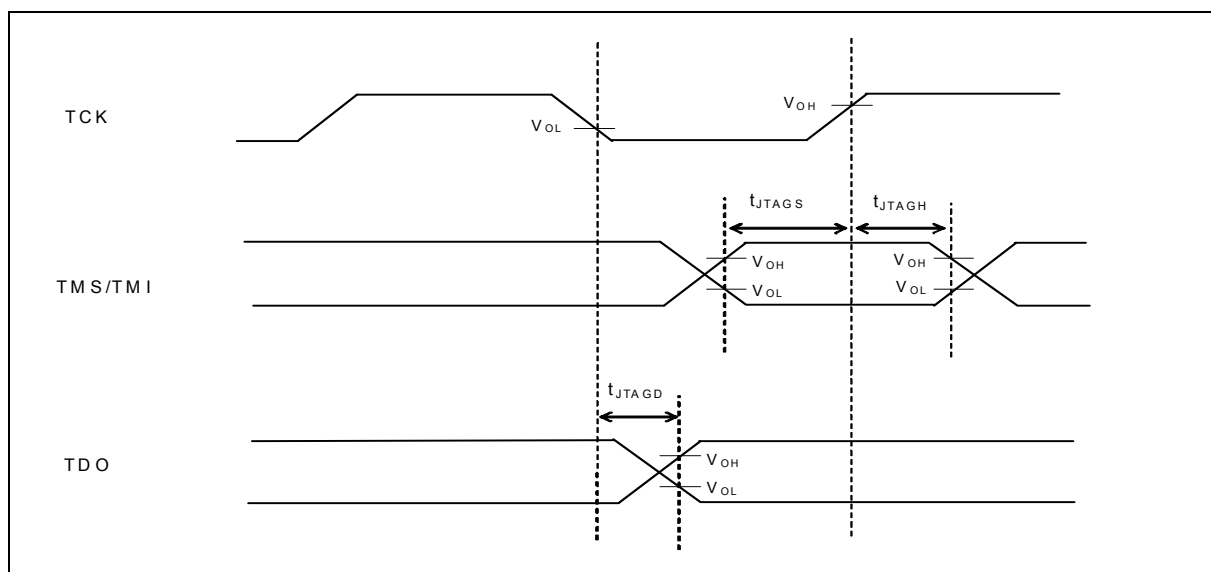 TCK
VOL
VOH
tJTAGS
tJTAGH
TMS/TMI
VOH
VOL
VOH
VOL
tJTAGD
TDO
VOH
VOL